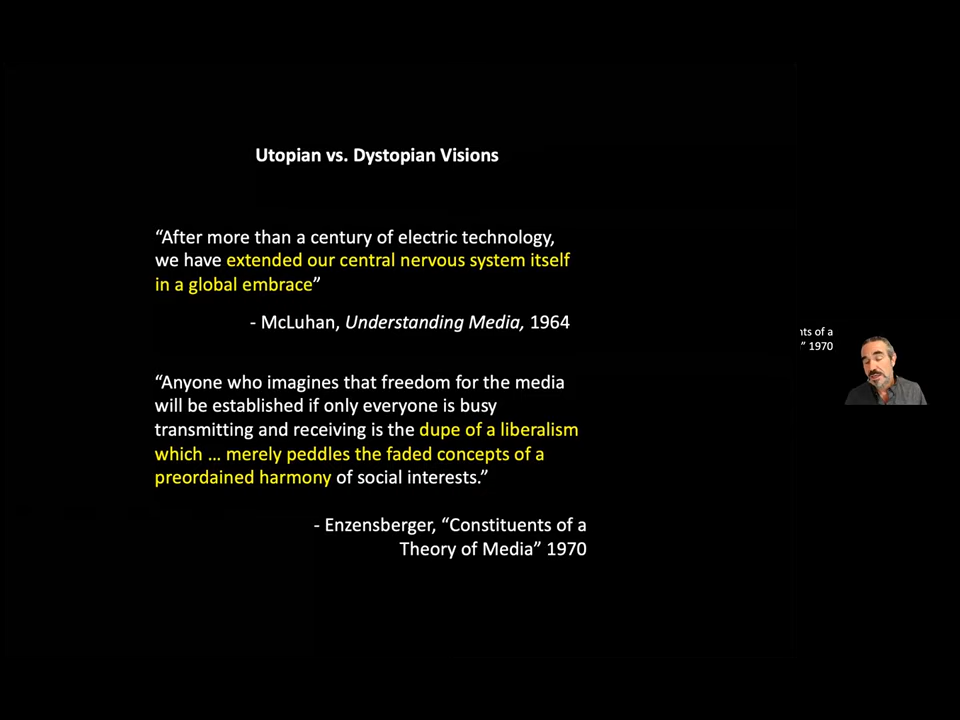 Utopian vs. Dystopian Visions
“After more than a century of electric technology,
we have extended our central nervous system itself
in a global embrace”
- McLuhan, Understanding Media, 1964
“Anyone who imagines that freedom for the media
will be established if only everyone is busy
transmitting and receiving is the dupe of a liberalism
which … merely peddles the faded concepts of a
preordained harmony of social interests.”
- Enzensberger, “Constituents of a
Theory of Media” 1970
of a
” 1970